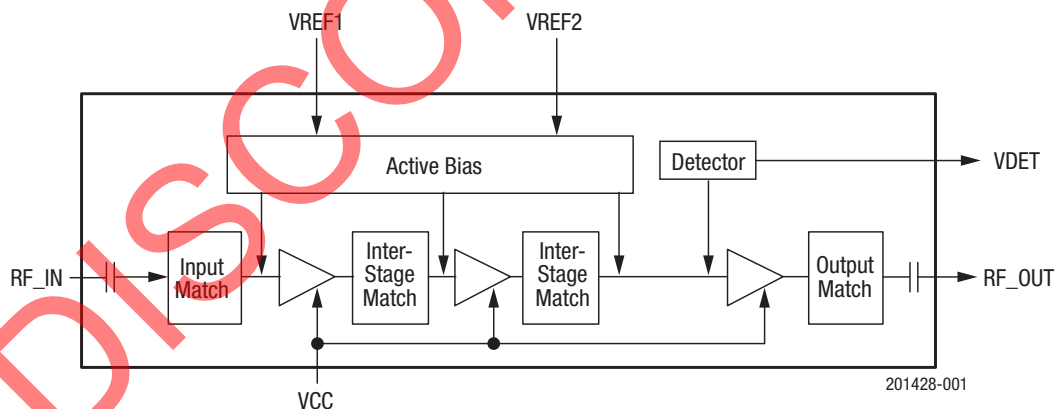 VREF1
VREF2
Active Bias
Detector
VDET
RF_IN
Input
Match
Inter-
Stage
Match
Inter-
Stage
Match
Output
Match
RF_OUT
VCC
201428-001
DISCO